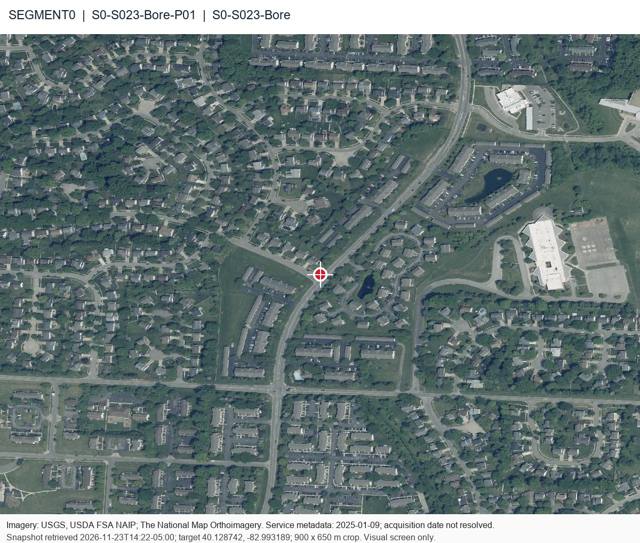 SEGMENT0 | S0-S023-Bore-P01 | S0-S023-Bore
Imagery: USGS, USDA FSA NAIP; The National Map Orthoimagery. Service metadata: 2025-01-09; acquisition date not resolved.
Snapshot retrieved 2026-11-23T14:22-05:00; target 40.128742, -82.993189; 900 x 650 m crop. Visual screen only.